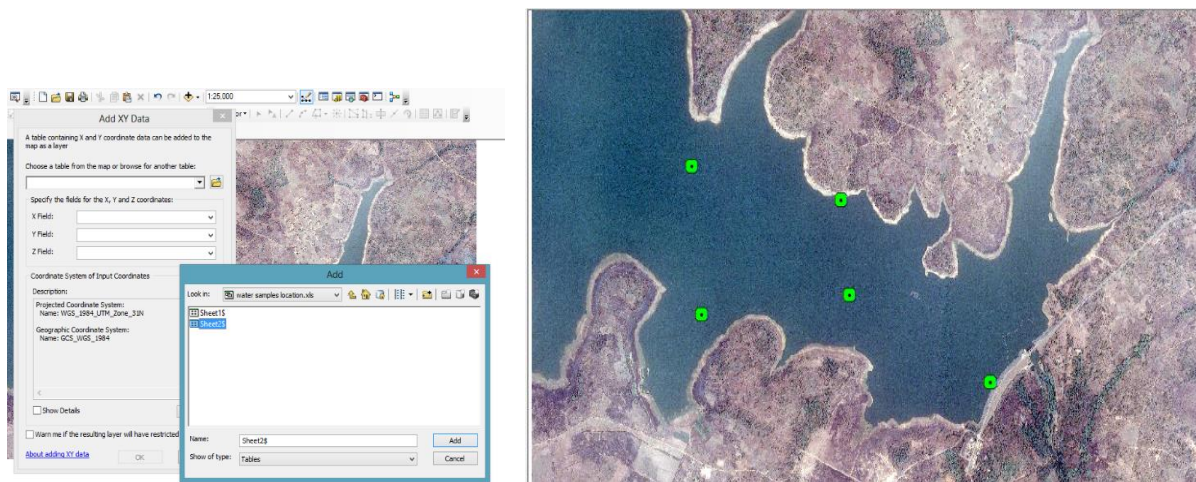 1:25.000
Add XY Data
A table containing X and Y coordinate data can be added to the
map as a layer
Choose a table from the map or browse for another table:
Specify the fields for the X, Y and Z coordinates:
X Field:
Y Field:
Z Field:
Coordinate System of Input Coordinates
Description:
Projected Coordinate System:
Name: WGS_1984_UTM_Zone_31N
Geographic Coordinate System:
Name: GCS_WGS_1984
Show Details
Warn me if the resulting layer will have restricted
About adding XY data
OK
Add
Look in:
water samples location.xls
Sheet1$
Sheet2$
Name:
Sheet2$
Add
Show of type:
Tables
Cancel